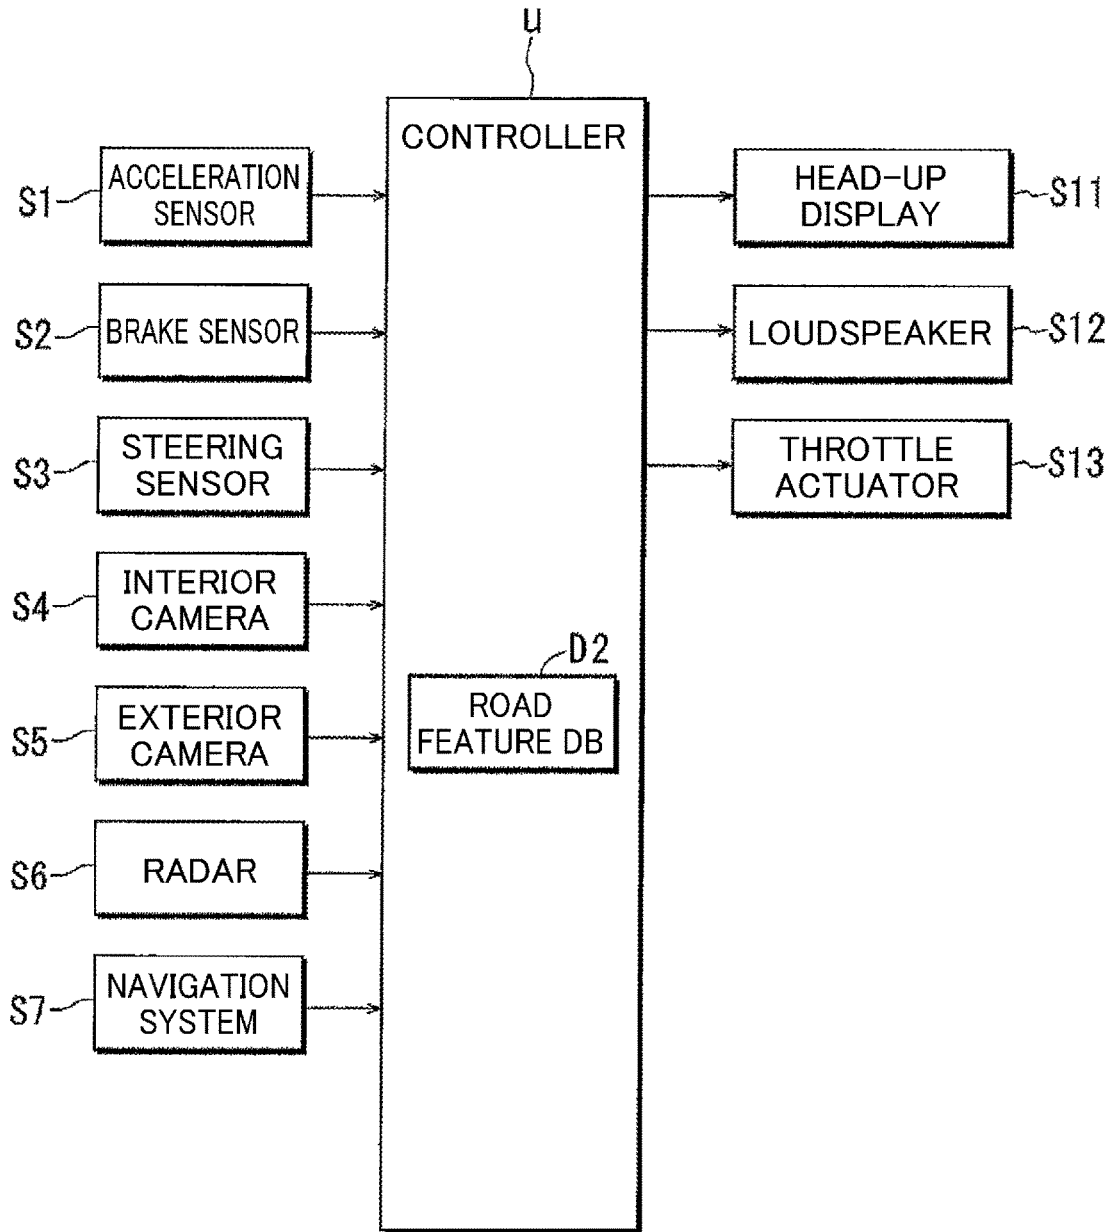 u
CONTROLLER
S1
ACCELERATION
SENSOR
S2
BRAKE SENSOR
S3
STEERING
SENSOR
S4
INTERIOR
CAMERA
S5
EXTERIOR
CAMERA
S6
RADAR
S7
NAVIGATION
SYSTEM
D2
ROAD
FEATURE DB
HEAD-UP
DISPLAY
S11
LOUDSPEAKER
S12
THROTTLE
ACTUATOR
S13